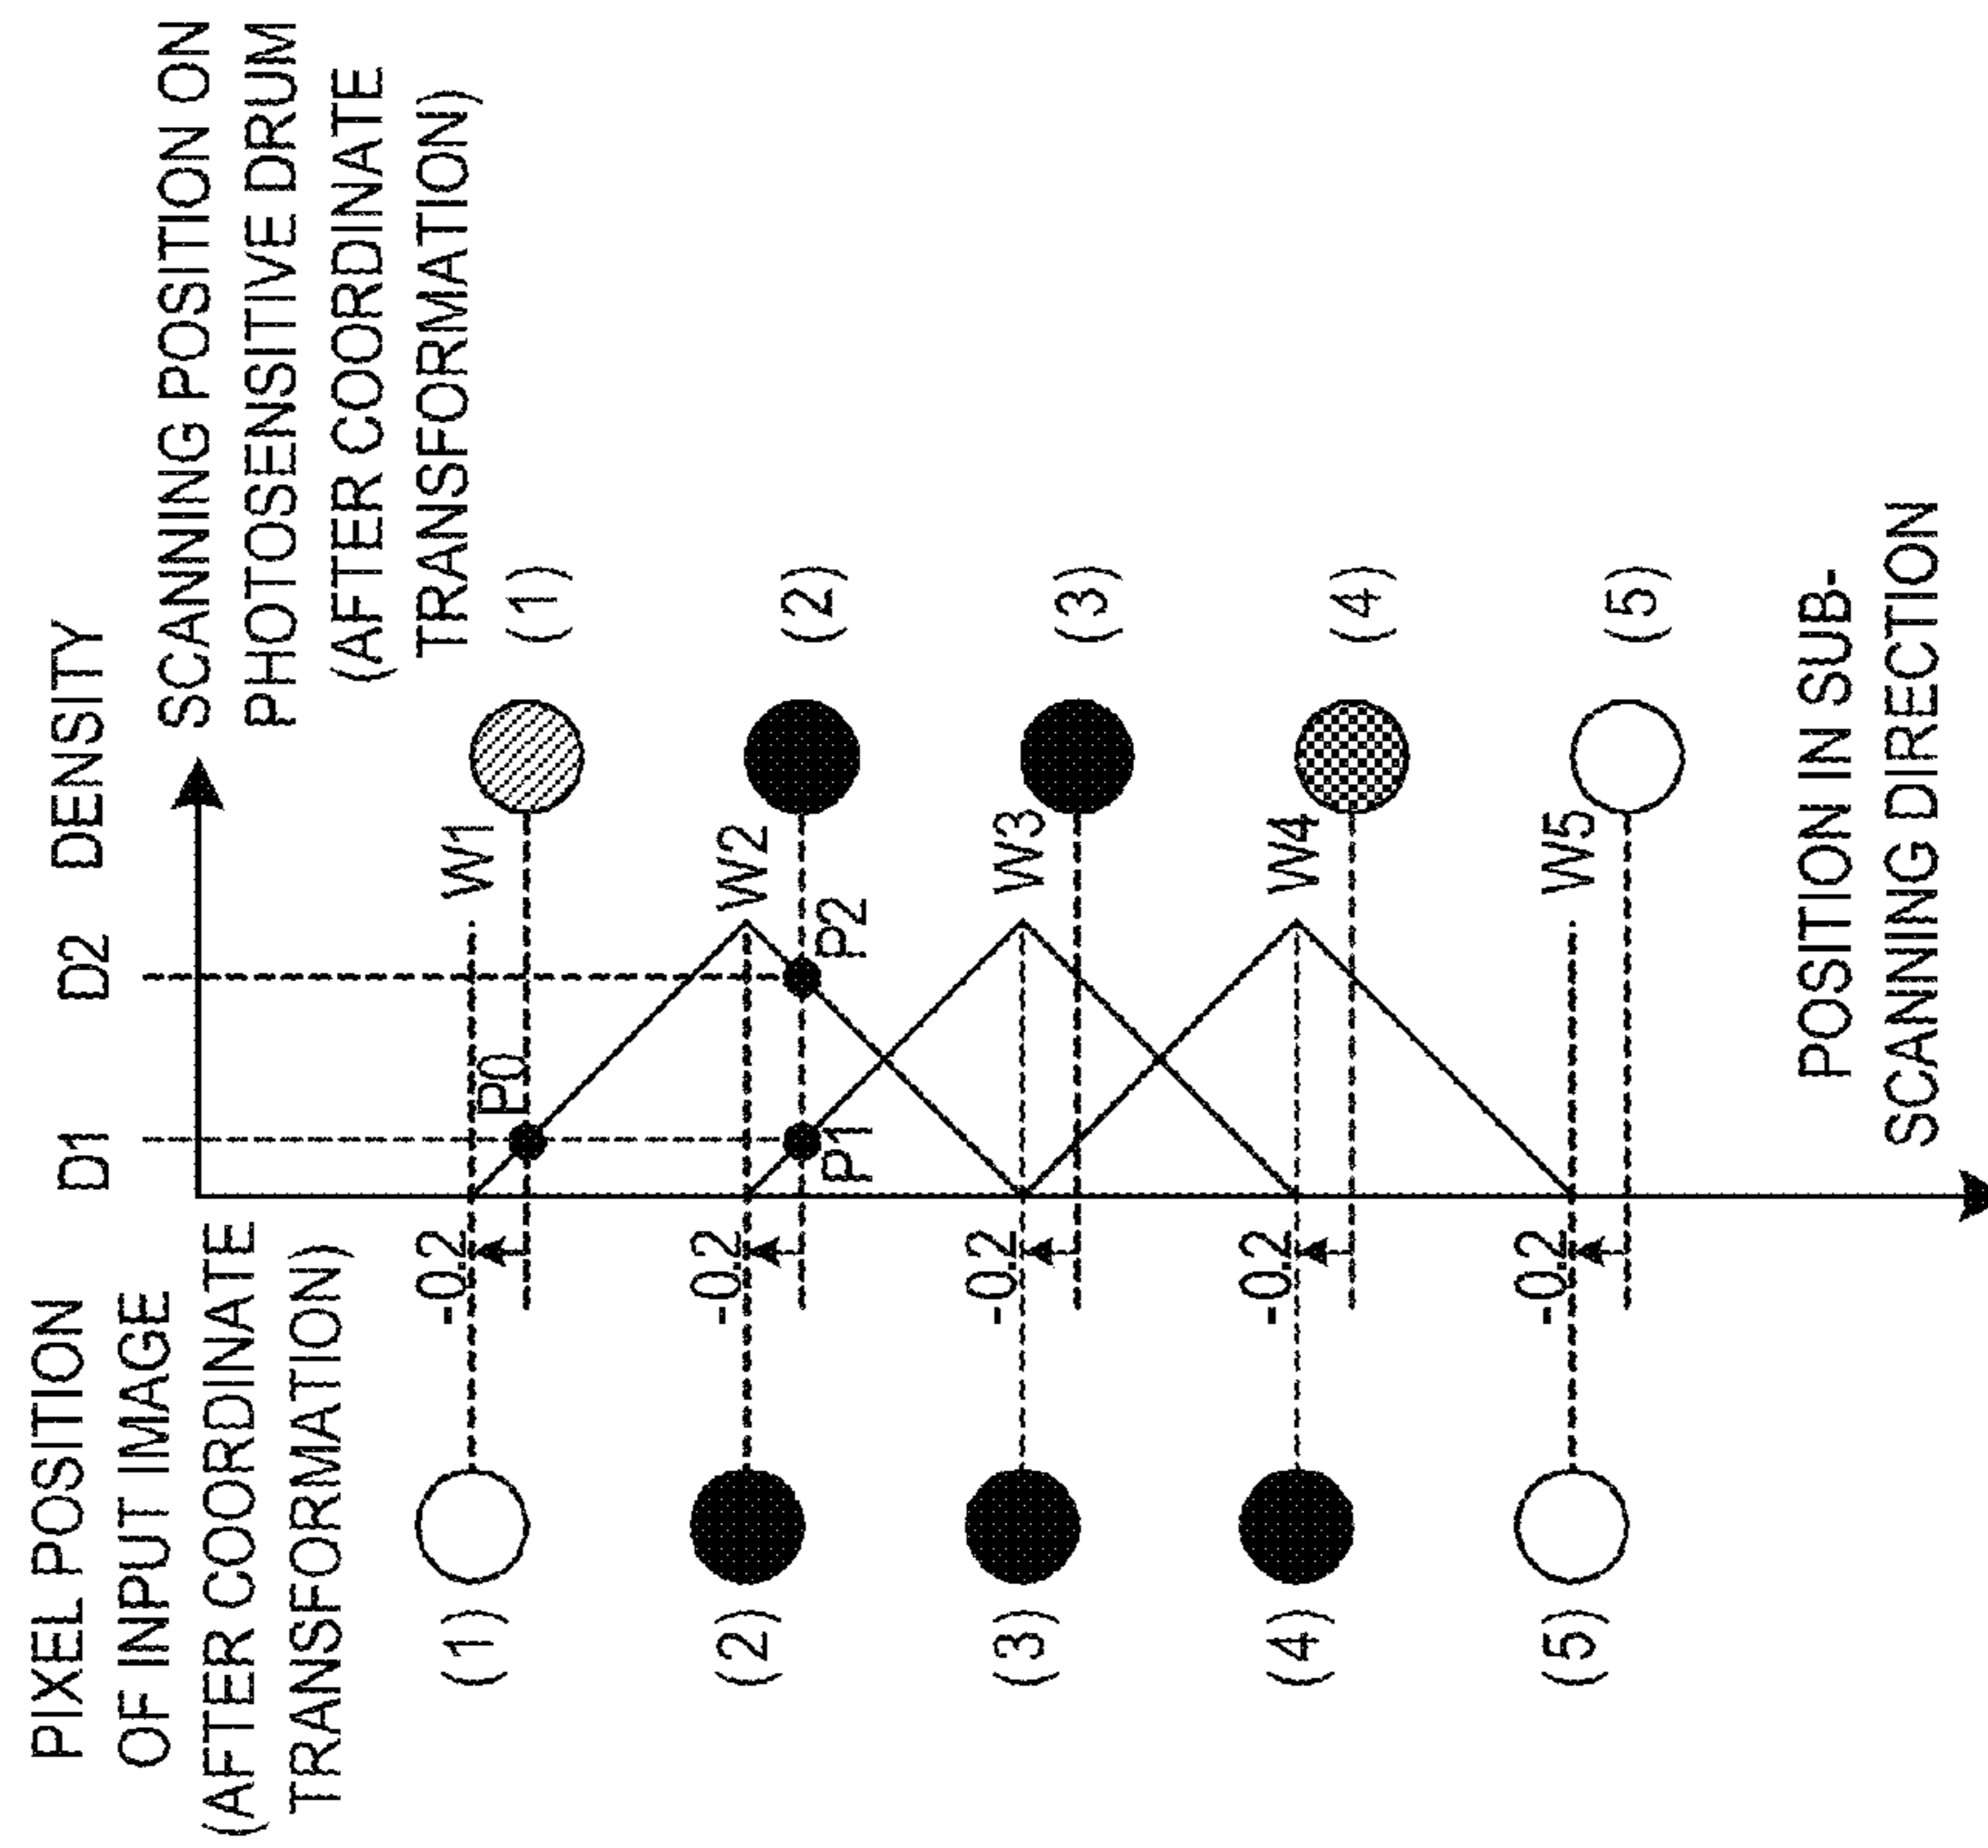 PIXEL POSITION
OF INPUT IMAGE
(AFTER COORDINATE
TRANSFORMATION)
D1
D2
DENSITY
SCANNING POSITION ON
PHOTOSENSITIVE DRUM
(AFTER COORDINATE
TRANSFORMATION)
(1)
-0.2
P0
W1
(1)
(2)
-0.2
P1
P2
W2
(2)
(3)
-0.2
W3
(3)
(4)
-0.2
W4
(4)
(5)
-0.2
W5
(5)
POSITION IN SUB-
SCANNING DIRECTION